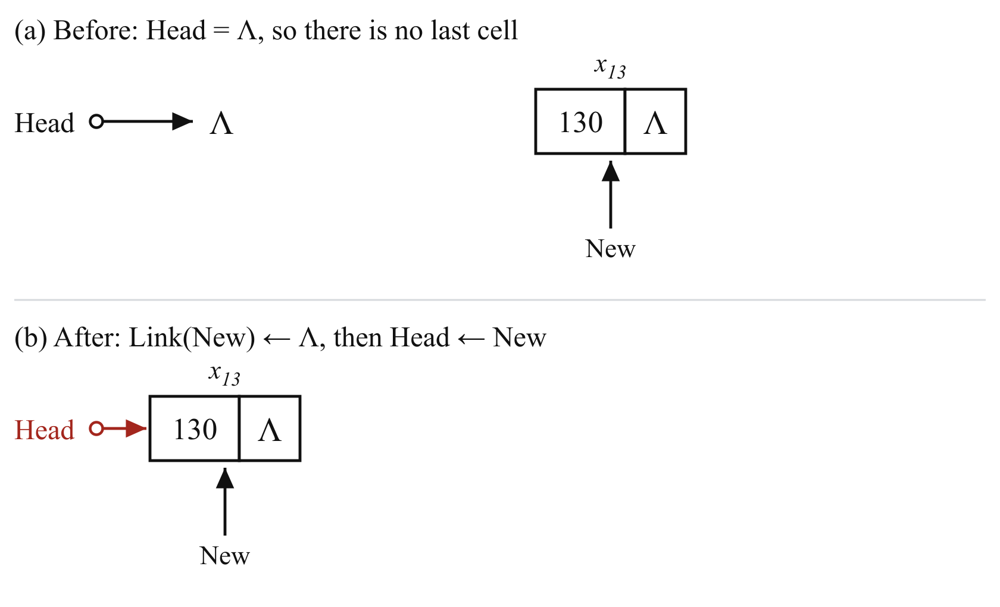 (a) Before: Head = Λ, so there is no last cell
x₁₃
Head Λ 130 Λ
New
(b) After: Link(New) ← Λ, then Head ← New
x₁₃
Head 130 Λ
New